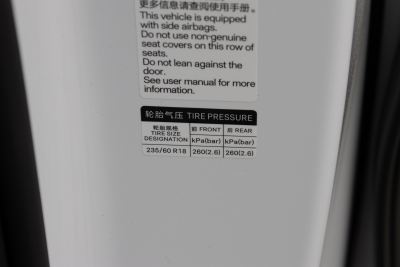 更多信息请查阅使用手册。
This vehicle is equipped
with side airbags.
Do not use non-genuine
seat covers on this row of
seats.
Do not lean against the
door.
See user manual for more
information.
轮胎气压 TIRE PRESSURE
轮胎规格 前 FRONT 后 REAR
TIRE SIZE
DESIGNATION kPa(bar) kPa(bar)
235/60 R18 260(2.6) 260(2.6)